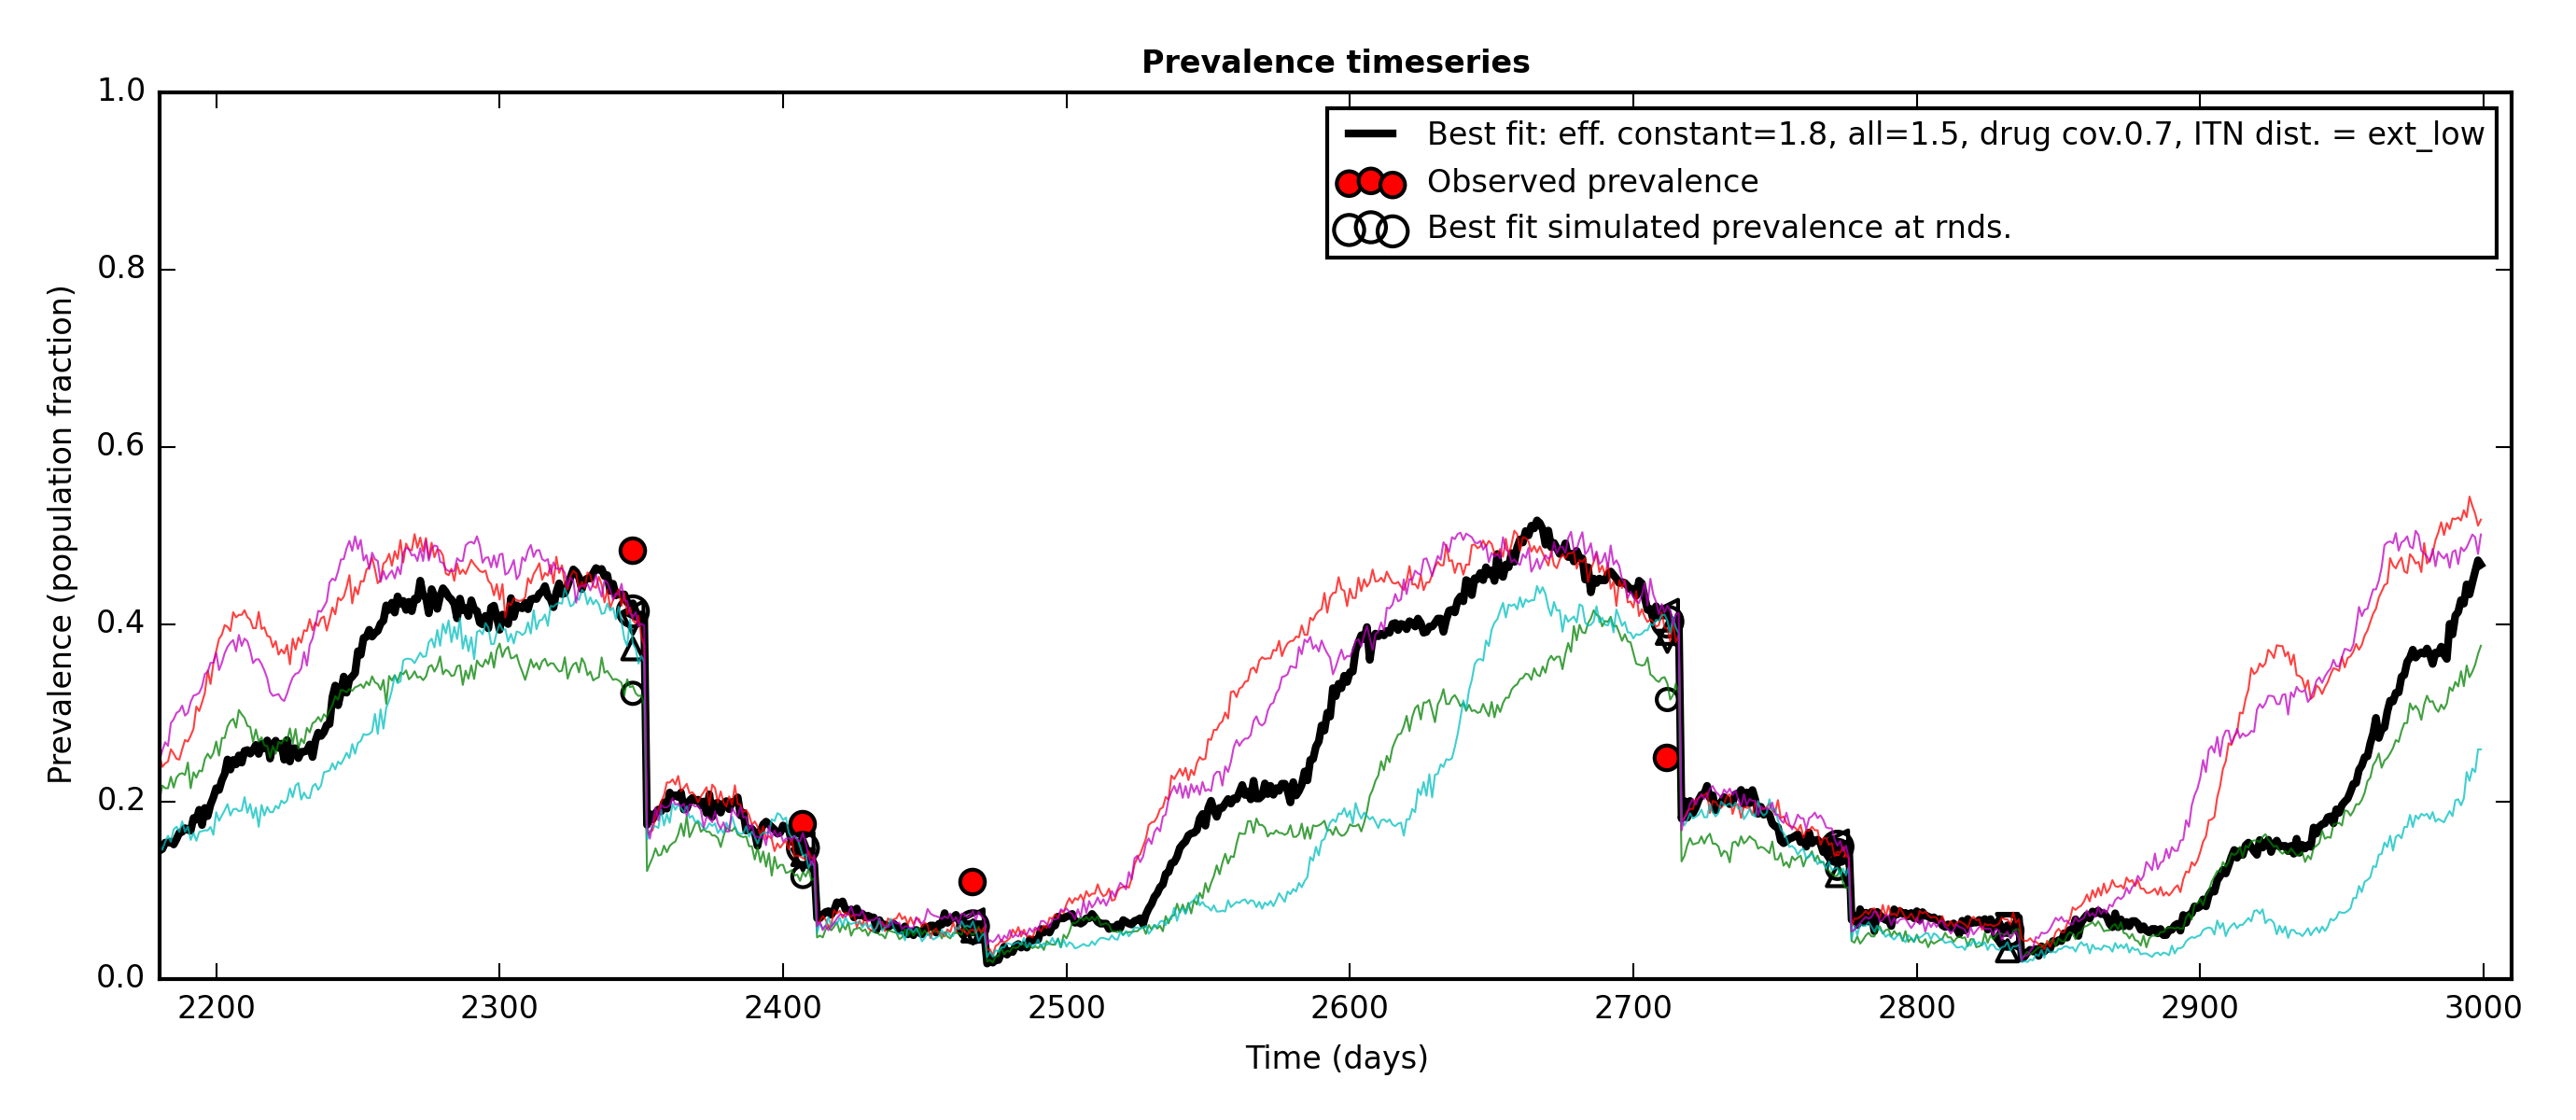 Prevalence timeseries
1.0
0.8
0.6
0.4
0.2
0.0
Prevalence (population fraction)
Best fit: eff. constant=1.8, all=1.5, drug cov.0.7, ITN dist. = ext_low
Observed prevalence
Best fit simulated prevalence at rnds.
2200 2300 2400 2500 2600 2700 2800 2900 3000
Time (days)